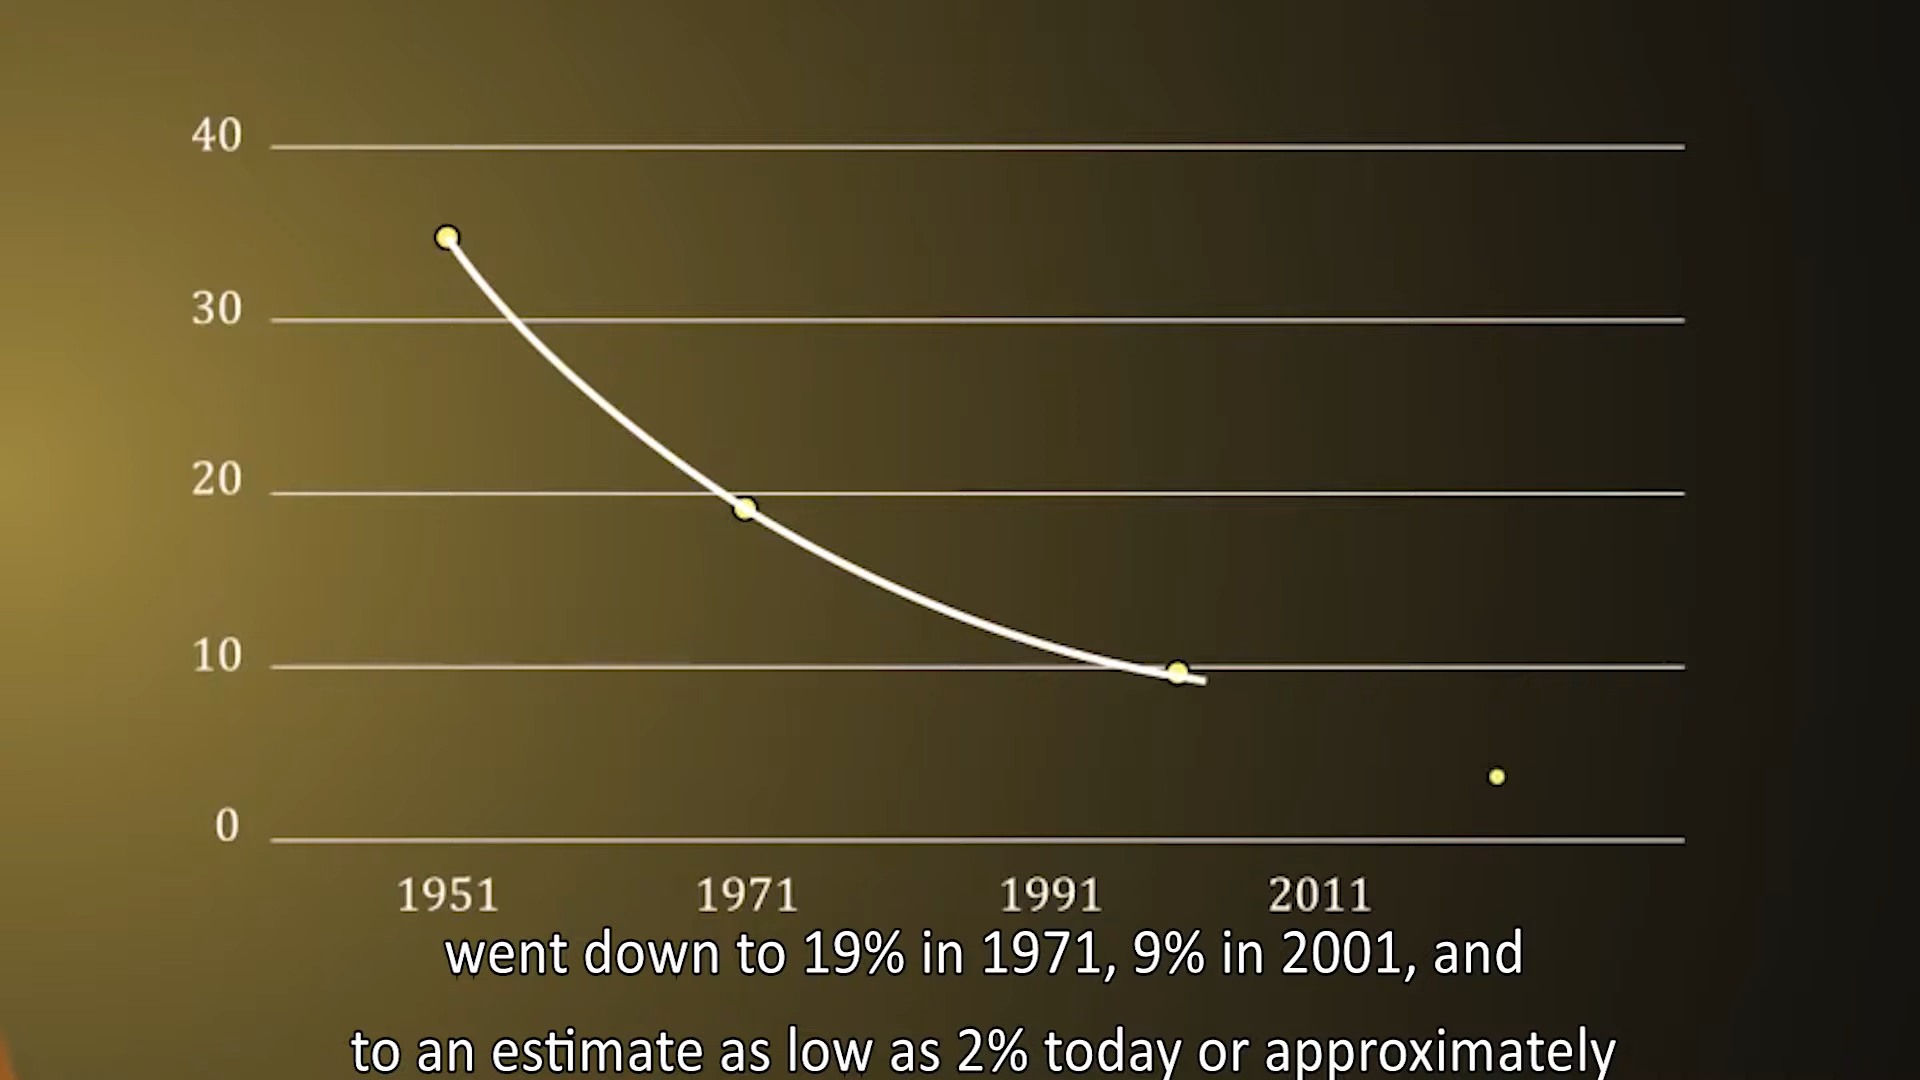 40
30
20
10
0
1951 1971 1991 2011
went down to 19% in 1971, 9% in 2001, and
to an estimate as low as 2% today or approximately